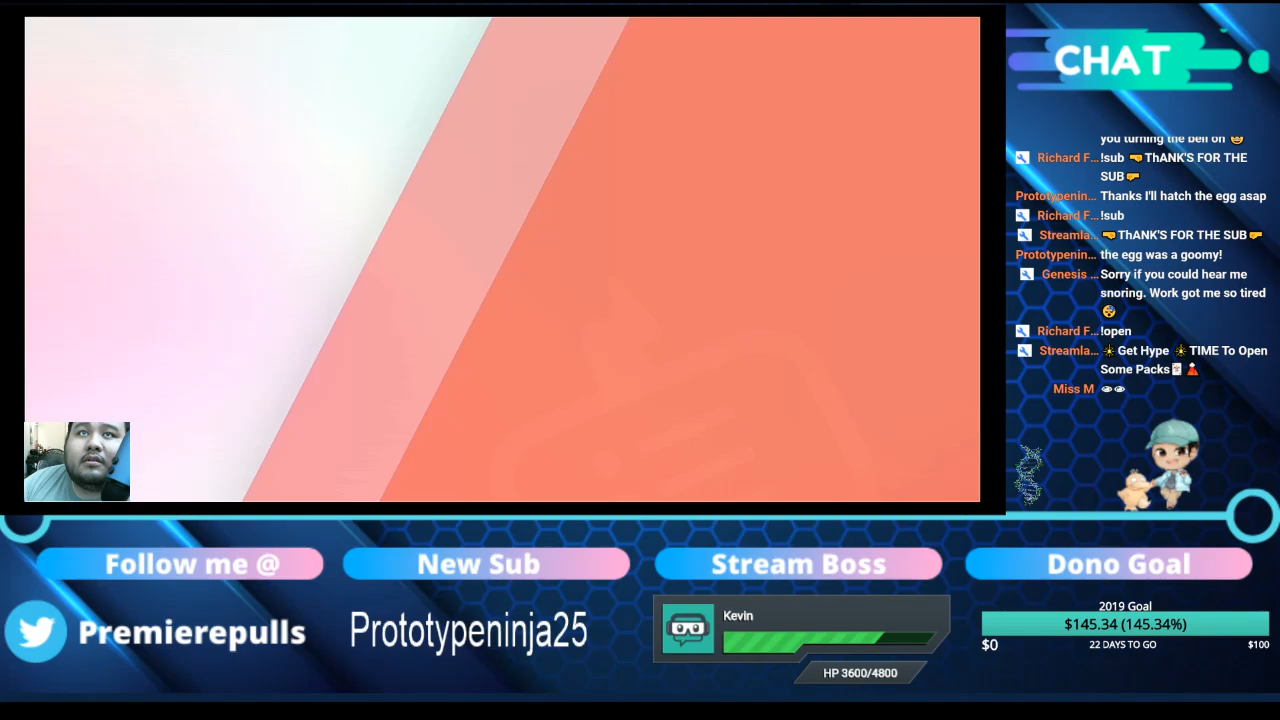 CHAT
you turning the bell on
Richard F... !sub ThANK'S FOR THE
SUB
Prototypenin... Thanks I'll hatch the egg asap
Richard F... !sub
Streamla... ThANK'S FOR THE SUB
Prototypenin... the egg was a goomy!
Genesis ... Sorry if you could hear me
snoring. Work got me so tired
Richard F... !open
Streamla... Get Hype TIME To Open
Some Packs
Miss M
Follow me @
New Sub
Stream Boss
Dono Goal
Premierepulls
Prototypeninja25
Kevin
HP 3600/4800
2019 Goal
$145.34 (145.34%)
$0
22 DAYS TO GO
$100